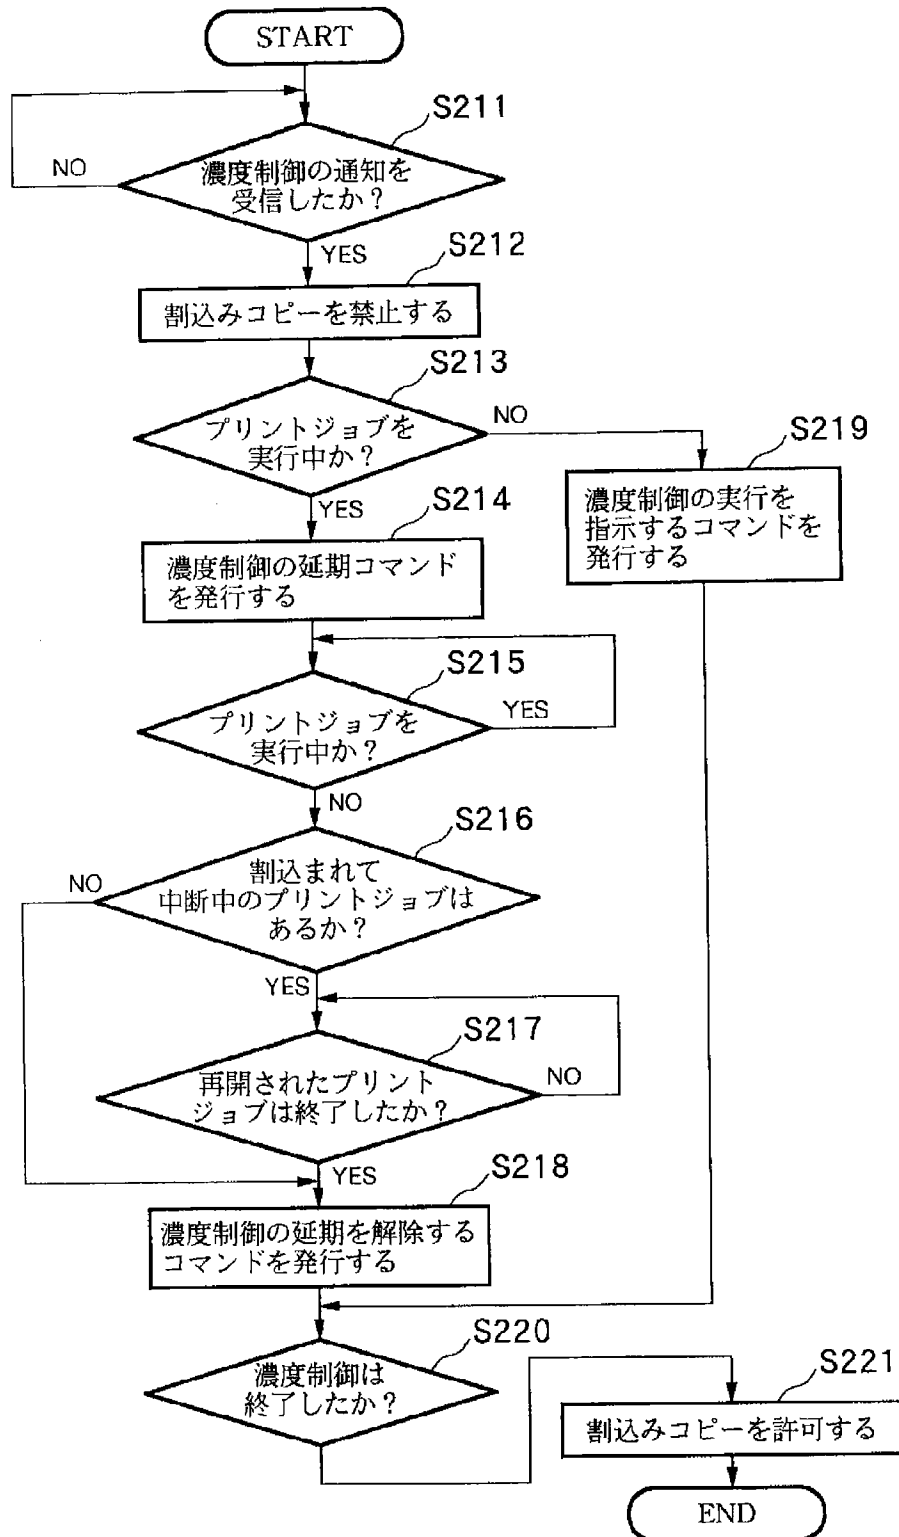 START
S211
濃度制御の通知を
受信したか？
NO
YES
S212
割込みコピーを禁止する
S213
プリントジョブを
実行中か？
NO
YES
S219
濃度制御の実行を
指示するコマンドを
発行する
S214
濃度制御の延期コマンド
を発行する
S215
プリントジョブを
実行中か？
YES
NO
S216
割込まれて
中断中のプリントジョブは
あるか？
NO
YES
S217
再開されたプリント
ジョブは終了したか？
NO
YES
S218
濃度制御の延期を解除する
コマンドを発行する
S220
濃度制御は
終了したか？
S221
割込みコピーを許可する
END